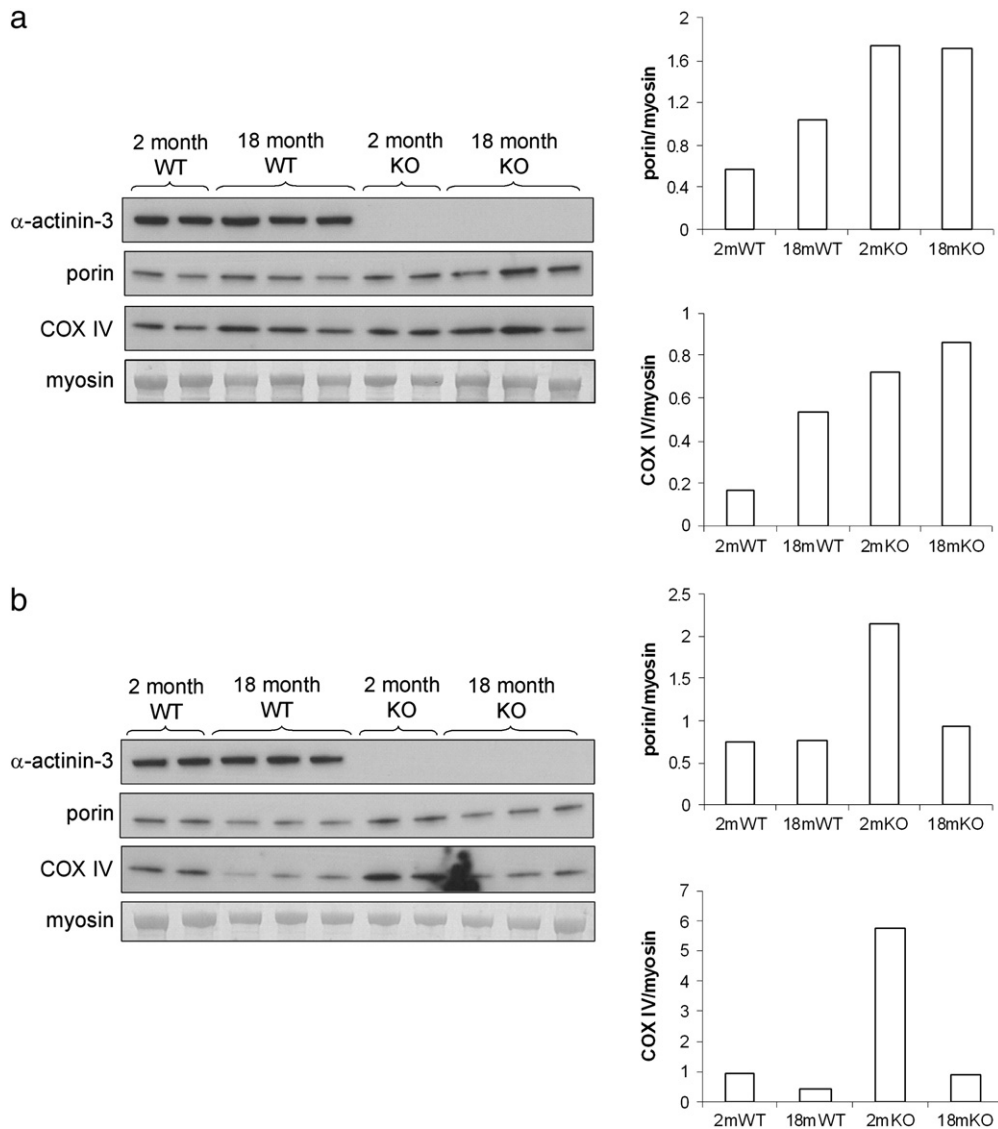 a
2 month 18 month 2 month 18 month
WT WT KO KO
α-actinin-3
porin
COX IV
myosin
porin/myosin
2
1.6
1.2
0.8
0.4
0
2mWT 18mWT 2mKO 18mKO
COX IV/myosin
1
0.8
0.6
0.4
0.2
0
2mWT 18mWT 2mKO 18mKO
b
2 month 18 month 2 month 18 month
WT WT KO KO
α-actinin-3
porin
COX IV
myosin
porin/myosin
2.5
2
1.5
1
0.5
0
2mWT 18mWT 2mKO 18mKO
COX IV/myosin
7
6
5
4
3
2
1
0
2mWT 18mWT 2mKO 18mKO